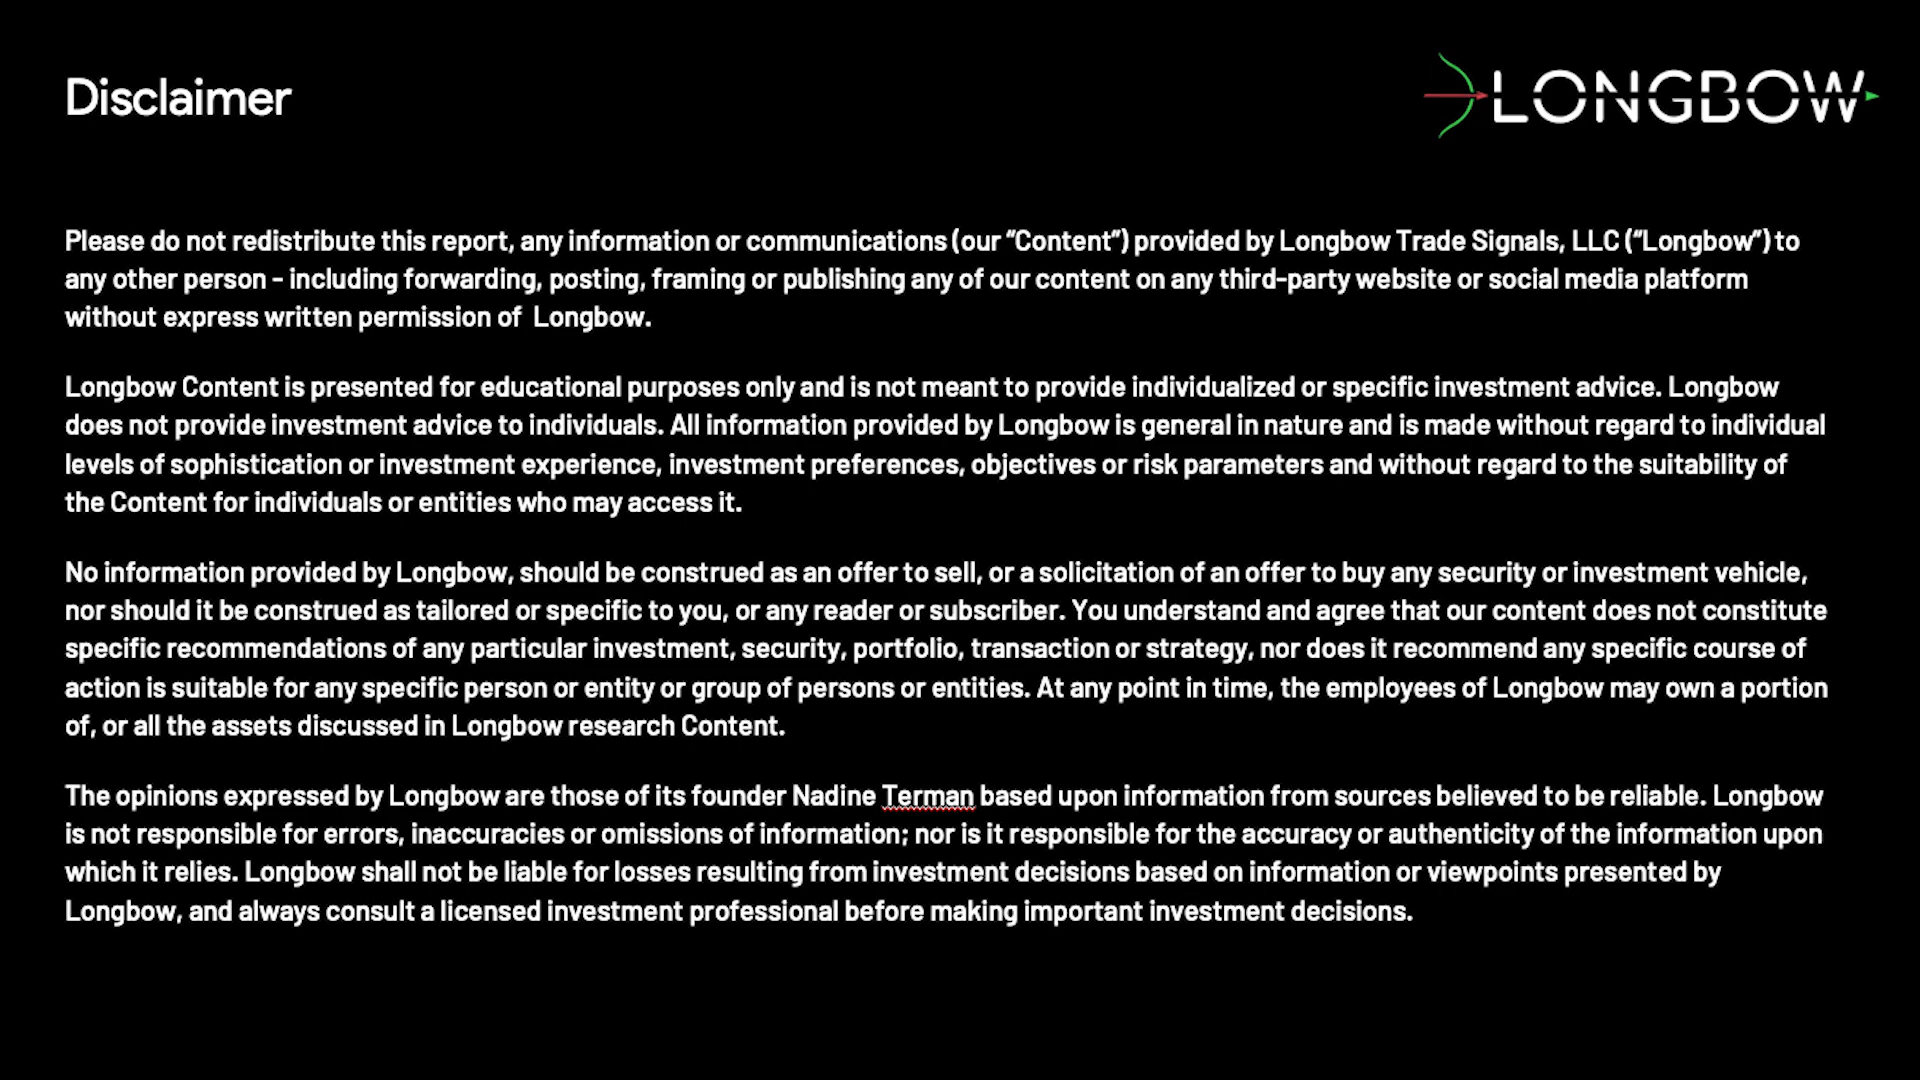 Disclaimer
LONGBOW
Please do not redistribute this report, any information or communications (our “Content”) provided by Longbow Trade Signals, LLC (“Longbow”) to
any other person - including forwarding, posting, framing or publishing any of our content on any third-party website or social media platform
without express written permission of  Longbow.
Longbow Content is presented for educational purposes only and is not meant to provide individualized or specific investment advice. Longbow
does not provide investment advice to individuals. All information provided by Longbow is general in nature and is made without regard to individual
levels of sophistication or investment experience, investment preferences, objectives or risk parameters and without regard to the suitability of
the Content for individuals or entities who may access it.
No information provided by Longbow, should be construed as an offer to sell, or a solicitation of an offer to buy any security or investment vehicle,
nor should it be construed as tailored or specific to you, or any reader or subscriber. You understand and agree that our content does not constitute
specific recommendations of any particular investment, security, portfolio, transaction or strategy, nor does it recommend any specific course of
action is suitable for any specific person or entity or group of persons or entities. At any point in time, the employees of Longbow may own a portion
of, or all the assets discussed in Longbow research Content.
The opinions expressed by Longbow are those of its founder Nadine Terman based upon information from sources believed to be reliable. Longbow
is not responsible for errors, inaccuracies or omissions of information; nor is it responsible for the accuracy or authenticity of the information upon
which it relies. Longbow shall not be liable for losses resulting from investment decisions based on information or viewpoints presented by
Longbow, and always consult a licensed investment professional before making important investment decisions.